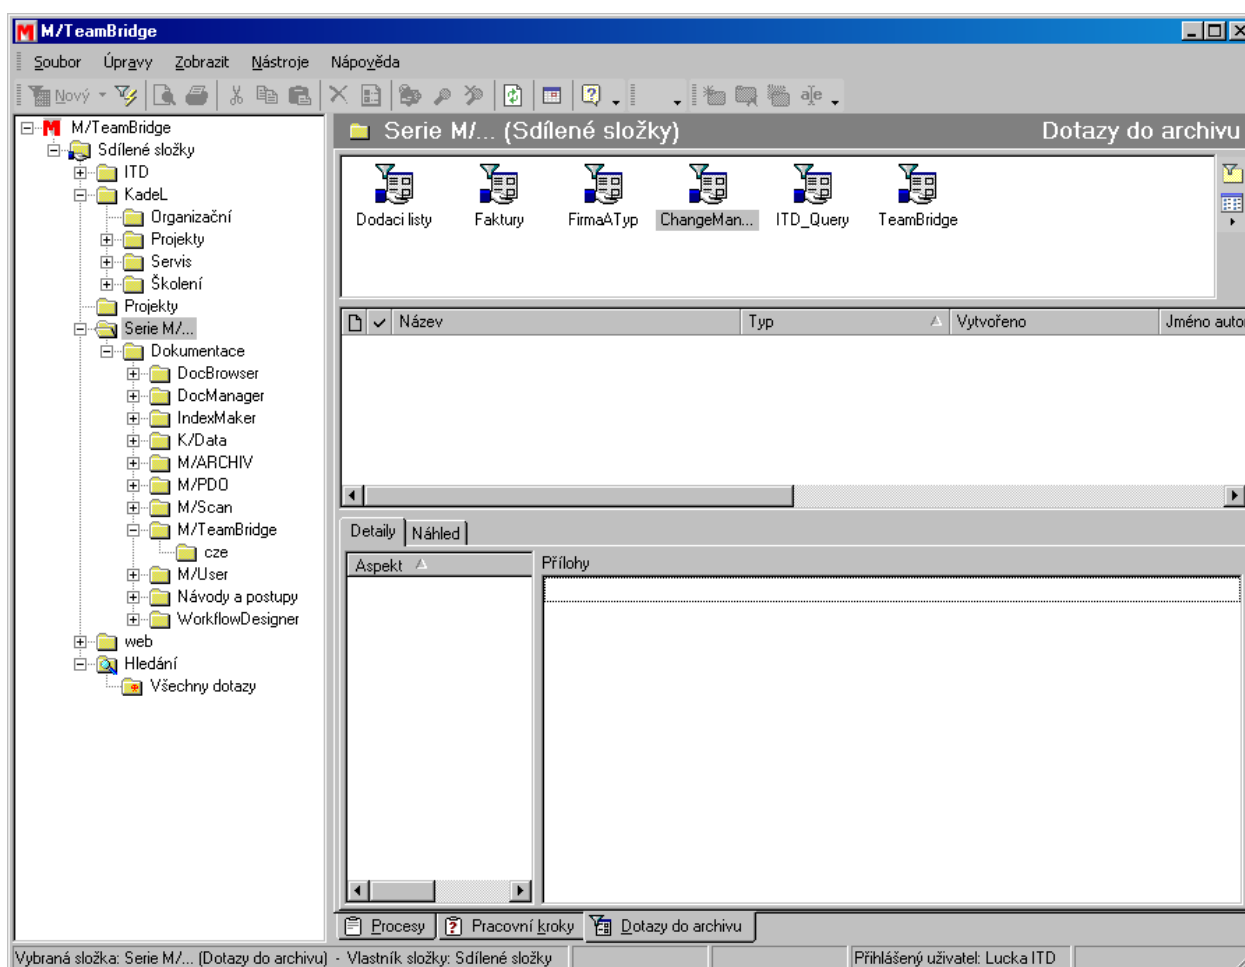 M/TeamBridge
Soubor Úpravy Zobrazit Nástroje Nápověda
Nový
M/TeamBridge
Sdílené složky
ITD
KadeL
Organizační
Projekty
Servis
Školení
Projekty
Serie M/...
Dokumentace
DocBrowser
DocManager
IndexMaker
K/Data
M/ARCHIV
M/PDO
M/Scan
M/TeamBridge
cze
M/User
Návody a postupy
WorkflowDesigner
web
Hledání
Všechny dotazy
Serie M/... (Sdílené složky) Dotazy do archivu
Dodaci listy Faktury FirmaATyp ChangeMan... ITD_Query TeamBridge
Název Typ Vytvořeno Jméno auto
Detaily Náhled
Aspekt Přílohy
Procesy Pracovní kroky Dotazy do archivu
Vybraná složka: Serie M/... (Dotazy do archivu) - Vlastník složky: Sdílené složky Přihlášený uživatel: Lucka ITD